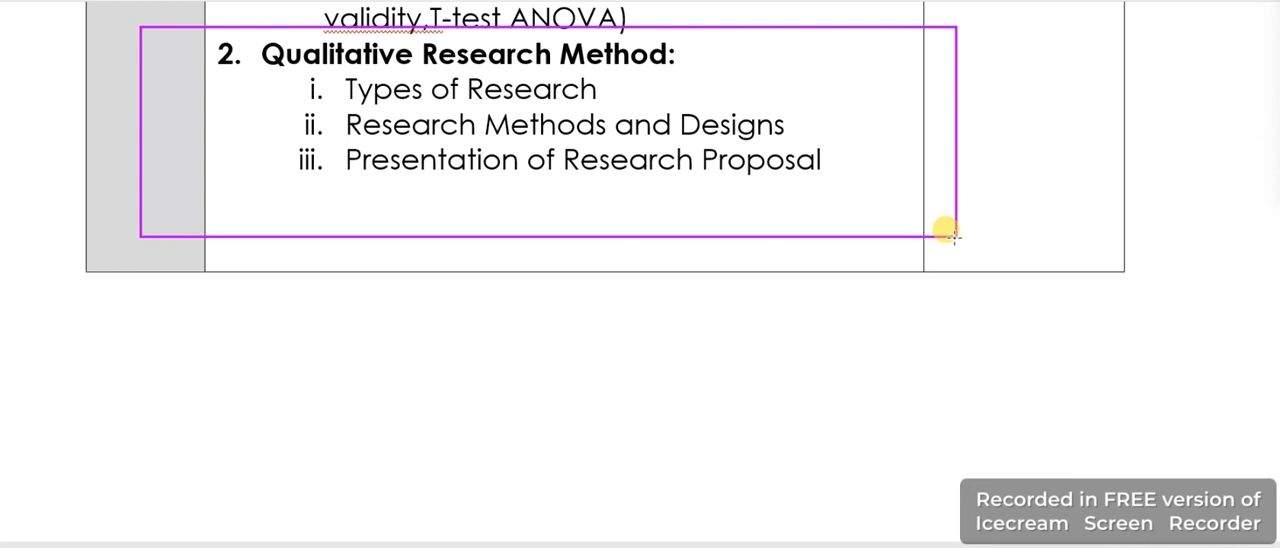 validity,T-test ANOVA)
2. Qualitative Research Method:
i. Types of Research
ii. Research Methods and Designs
iii. Presentation of Research Proposal
Recorded in FREE version of
Icecream Screen Recorder